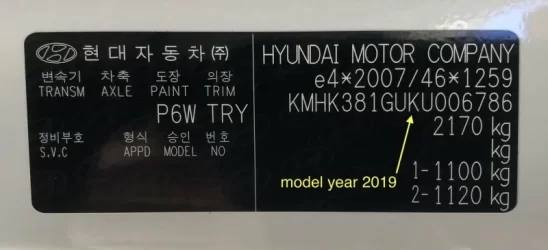 현대자동차㈜
변속기 차축 도장 의장
TRANSM AXLE PAINT TRIM
P6W TRY
정비부호 형식 승인 번호
S.V.C APPD MODEL NO
HYUNDAI MOTOR COMPANY
e4*2007/46*1259
KMHK381GUKU006786
2170 kg
kg
1-1100 kg
2-1120 kg
model year 2019